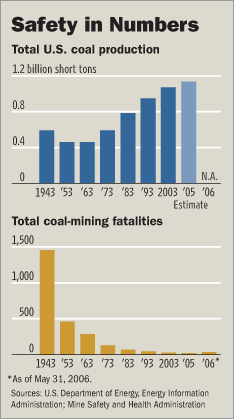 Safety in Numbers
Total U.S. coal production
1.2 billion short tons
0.8
0.4
0
N.A.
1943 '53 '63 '73 '83 '93 2003 '05 '06
Estimate
Total coal-mining fatalities
1,500
1,000
500
0
1943 '53 '63 '73 '83 '93 2003 '05 '06*
*As of May 31, 2006.
Sources: U.S. Department of Energy, Energy Information
Administration; Mine Safety and Health Administration